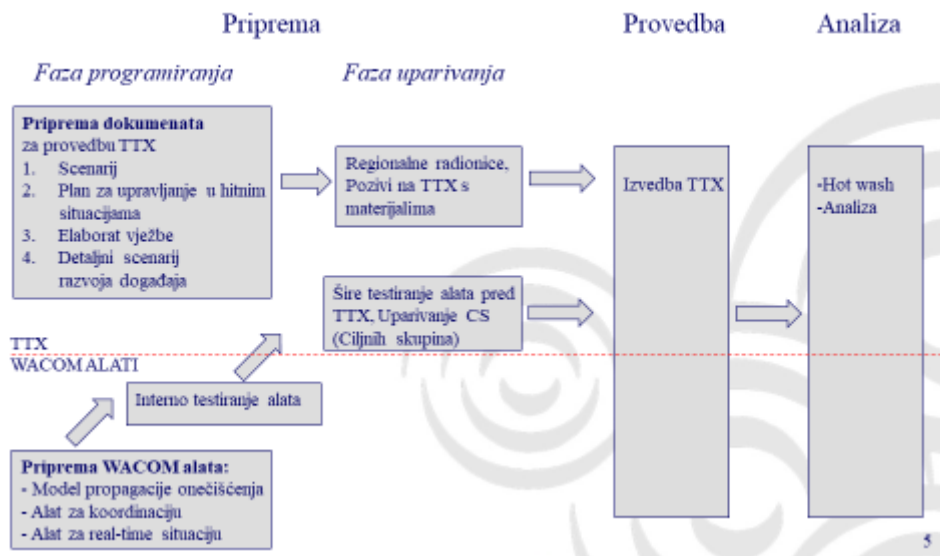 Priprema
Provedba
Analiza
Faza programiranja
Faza uparivanja
Priprema dokumenata
za provedbu TTX
1. Scenarij
2. Plan za upravljanje u hitnim
situacijama
3. Elaborat vježbe
4. Detaljni scenarij
razvoja događaja
Regionalne radionice,
Pozivi na TTX s
materijalima
Izvedba TTX
-Hot wash
-Analiza
Šire testiranje alata pred
TTX, Uparivanje CS
(Ciljnih skupina)
TTX
WACOM ALATI
Interno testiranje alata
Priprema WACOM alata:
- Model propagacije onečišćenja
- Alat za koordinaciju
- Alat za real-time situaciju
5